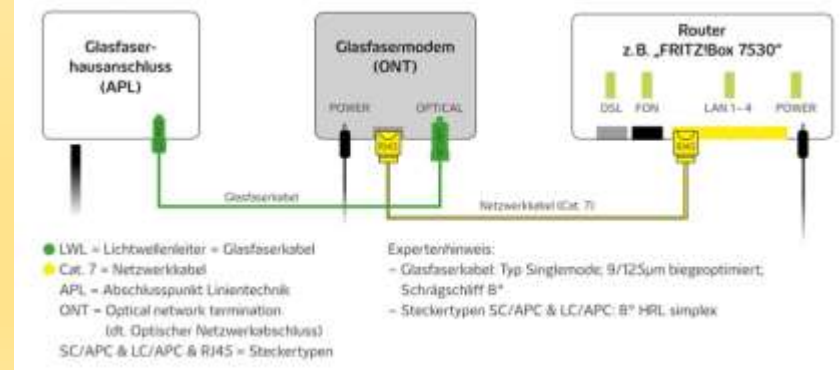 Glasfaser-
hausanschluss
(APL)
Glasfasermodem
(ONT)
POWER
OPTICAL
RJ45
Router
z. B. „FRITZ!Box 7530“
DSL FON LAN 1–4 POWER
RJ45
Glasfaserkabel
Netzwerkkabel (Cat. 7)
LWL = Lichtwellenleiter = Glasfaserkabel
Cat. 7 = Netzwerkkabel
APL = Abschlusspunkt Linientechnik
ONT = Optical network termination
(dt. Optischer Netzwerkabschluss)
SC/APC & LC/APC & RJ45 = Steckertypen
Expertenhinweis:
– Glasfaserkabel: Typ Singlemode, 9/125µm biegeoptimiert,
Schrägschliff 8°
– Steckertypen SC/APC & LC/APC: 8° HRL simplex